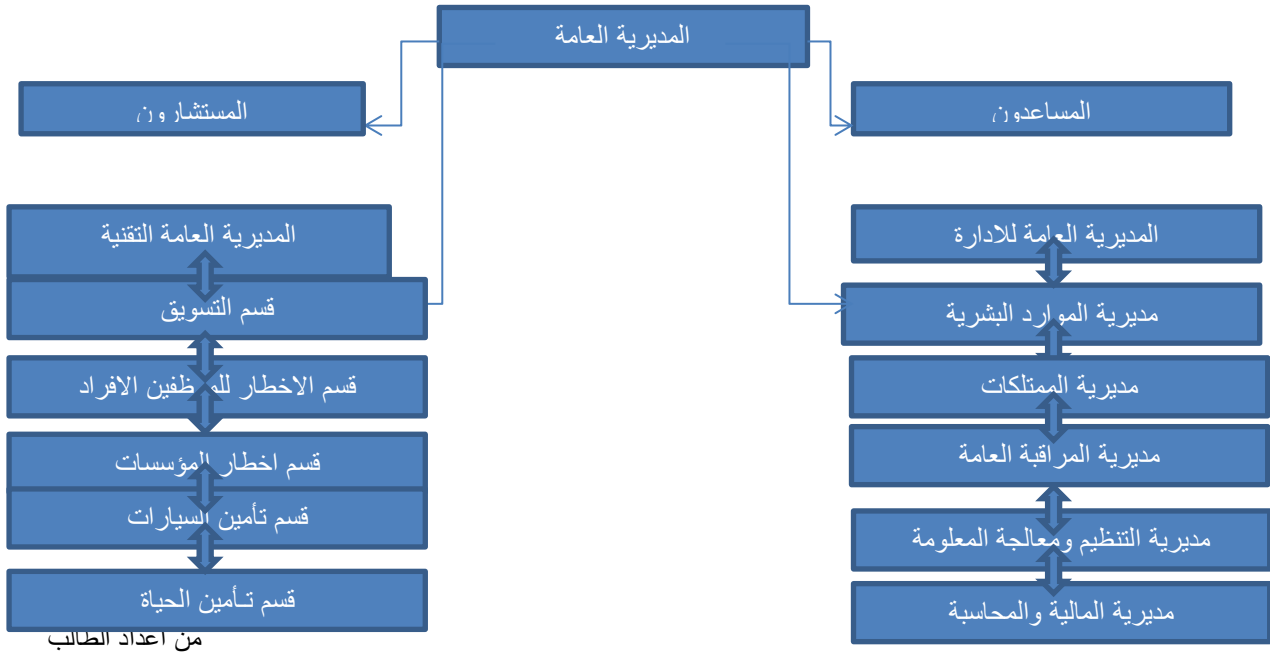 المديرية العامة
المساعدون
المستشارون
المديرية العامة للادارة
المديرية العامة التقنية
مديرية الموارد البشرية
قسم التسويق
مديرية الممتلكات
قسم الاخطار للموظفين الافراد
مديرية المراقبة العامة
قسم اخطار المؤسسات
قسم تأمين السيارات
مديرية التنظيم ومعالجة المعلومة
قسم تـأمين الحياة
مديرية المالية والمحاسبة
من اعداد الطالب